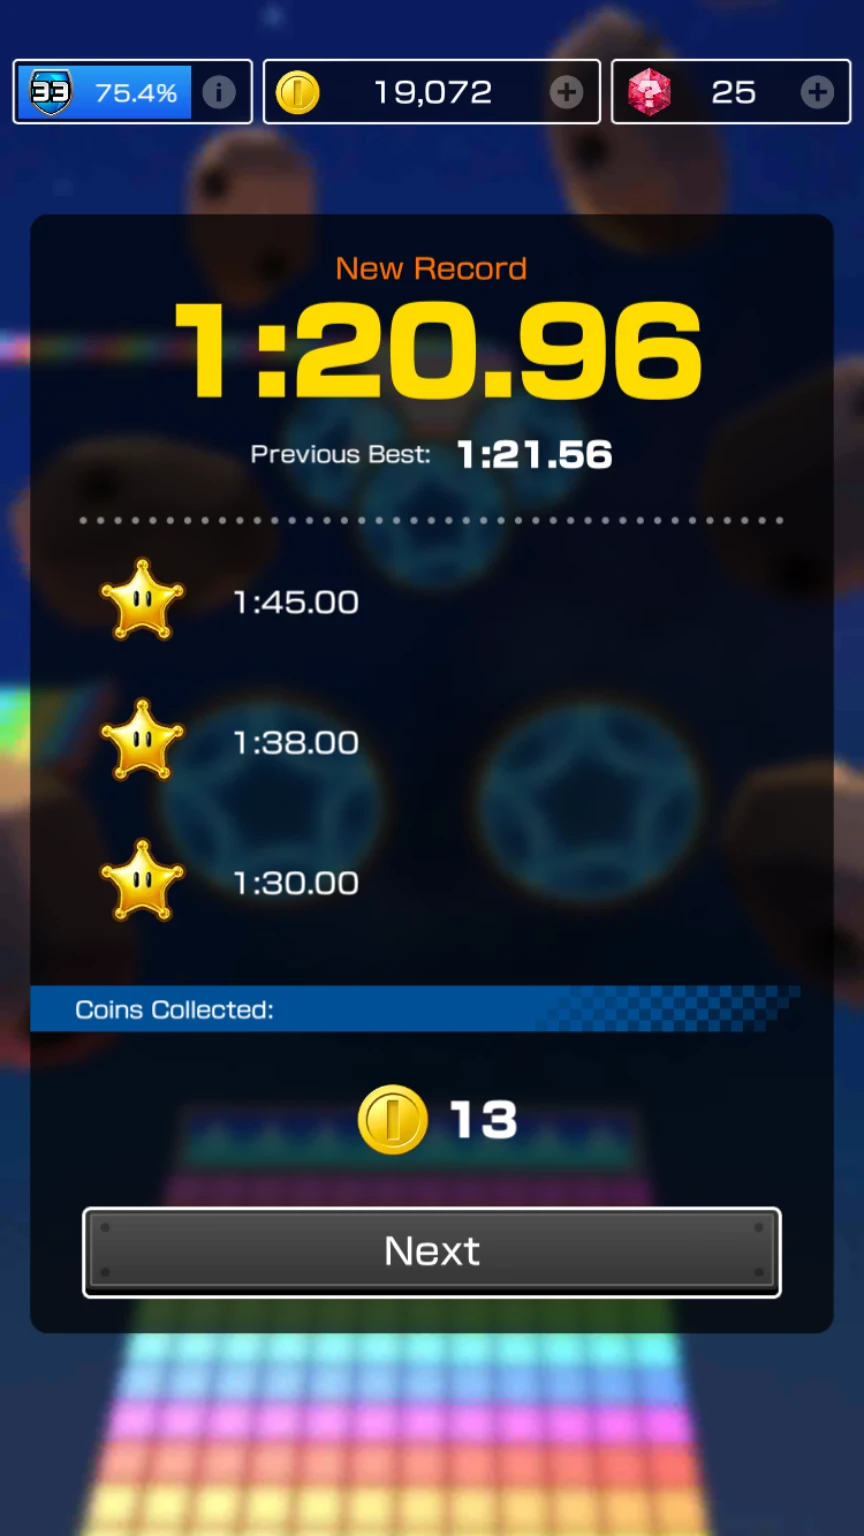 33 75.4% i 19,072 + ? 25 +
New Record
1:20.96
Previous Best: 1:21.56
1:45.00
1:38.00
1:30.00
Coins Collected:
13
Next